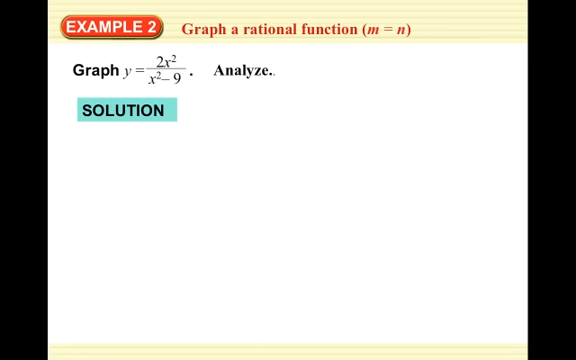 EXAMPLE 2 Graph a rational function (m = n)
Graph y = 2x²/x² – 9 . Analyze..
SOLUTION